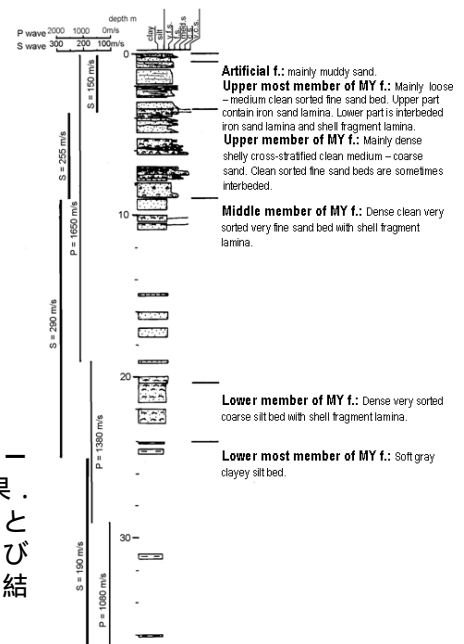 depth m
P wave 2000 1000 0m/s
S wave 300 200 100m/s
clay
silt
v.f.s.
f.s.
med.s
c.s.
v.c.s.
0
10
20
30
S = 150 m/s
S = 255 m/s
P = 1650 m/s
S = 290 m/s
P = 1380 m/s
S = 190 m/s
P = 1080 m/s
Artificial f.: mainly muddy sand.
Upper most member of MY f.: Mainly loose
– medium clean sorted fine sand bed. Upper part
contain iron sand lamina. Lower part is interbeded
iron sand lamina and shell fragment lamina.
Upper member of MY f.: Mainly dense
shelly cross-stratified clean medium – coarse
sand. Clean sorted fine sand beds are sometimes
interbeded.
Middle member of MY f.: Dense clean very
sorted very fine sand bed with shell fragment
lamina.
Lower member of MY f.: Dense very sorted
coarse silt bed with shell fragment lamina.
Lower most member of MY f.: Soft gray
clayey silt bed.
ー
果.
と
び
結